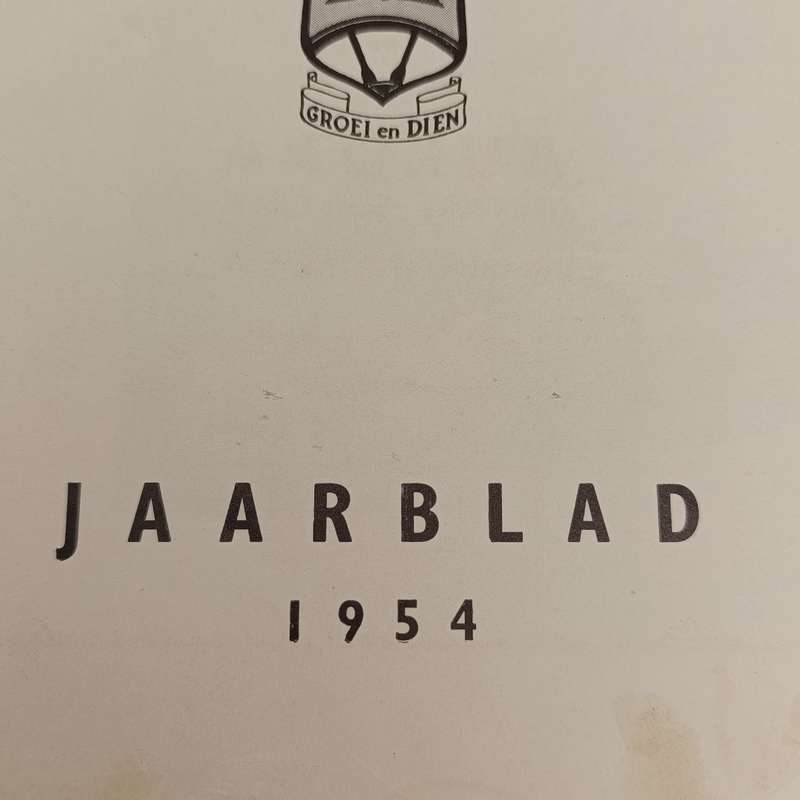 GROEI en DIEN
JAARBLAD
1954